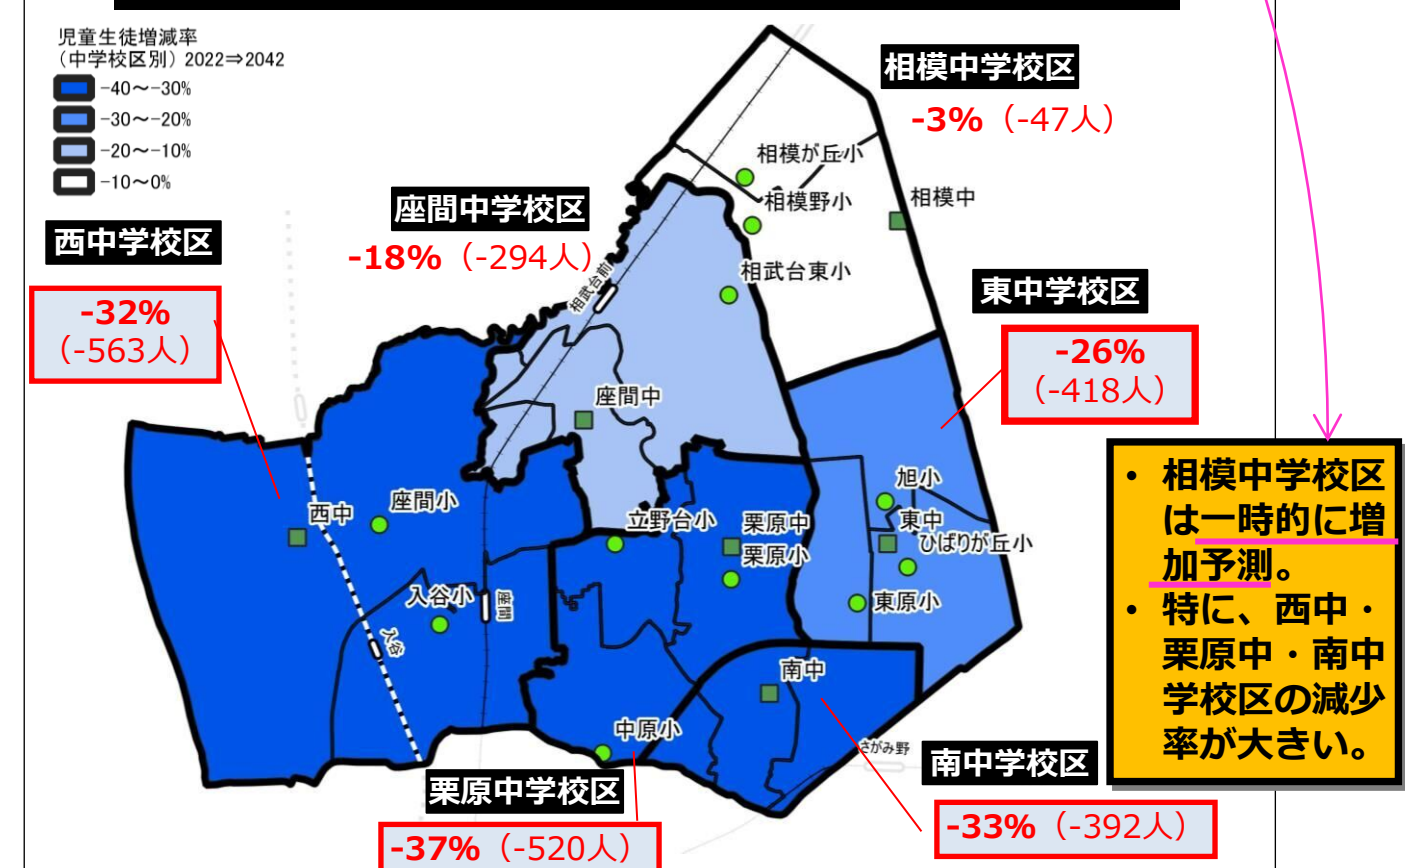 児童生徒増減率
（中学校区別）2022⇒2042
-40～-30%
-30～-20%
-20～-10%
-10～0%
相模中学校区
-3%（-47人）
相模が丘小
相模野小
相模中
座間中学校区
-18%（-294人）
西中学校区
-32%
（-563人）
相武台前
相武台東小
東中学校区
-26%
（-418人）
座間中
旭小
東中
ひばりが丘小
東原小
西中
座間小
立野台小
栗原中
栗原小
入谷小
座間
入谷
南中
中原小
さがみ野
栗原中学校区
-37%（-520人）
南中学校区
-33%（-392人）
・ 相模中学校区
は一時的に増
加予測。
・ 特に、西中・
栗原中・南中
学校区の減少
率が大きい。